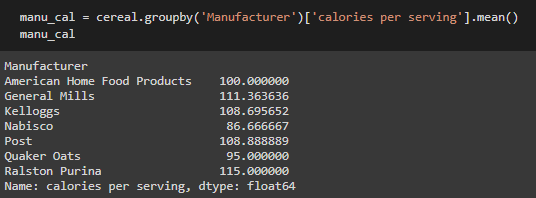 manu_cal = cereal.groupby('Manufacturer')['calories per serving'].mean()
manu_cal
Manufacturer
American Home Food Products    100.000000
General Mills                  111.363636
Kelloggs                       108.695652
Nabisco                         86.666667
Post                           108.888889
Quaker Oats                     95.000000
Ralston Purina                 115.000000
Name: calories per serving, dtype: float64